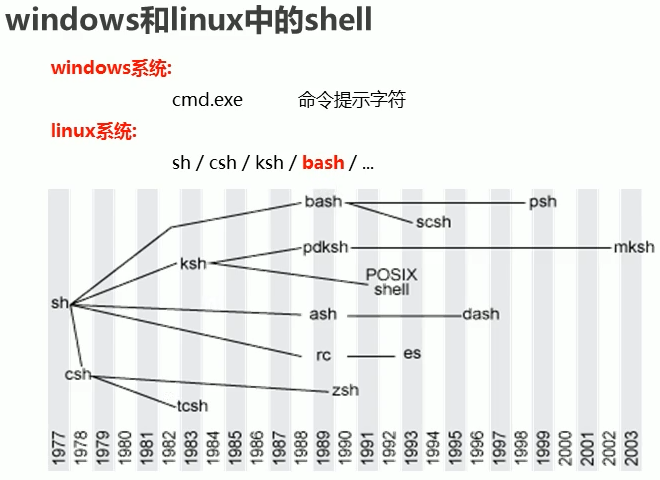 windows和linux中的shell
windows系统:
cmd.exe 命令提示字符
linux系统:
sh / csh / ksh / bash / ...
bash psh
scsh
pdksh mksh
ksh
POSIX
shell
sh
ash dash
rc es
csh
zsh
tcsh
1977 1978 1979 1980 1981 1982 1983 1984 1985 1986 1987 1988 1989 1990 1991 1992 1993 1994 1995 1996 1997 1998 1999 2000 2001 2002 2003